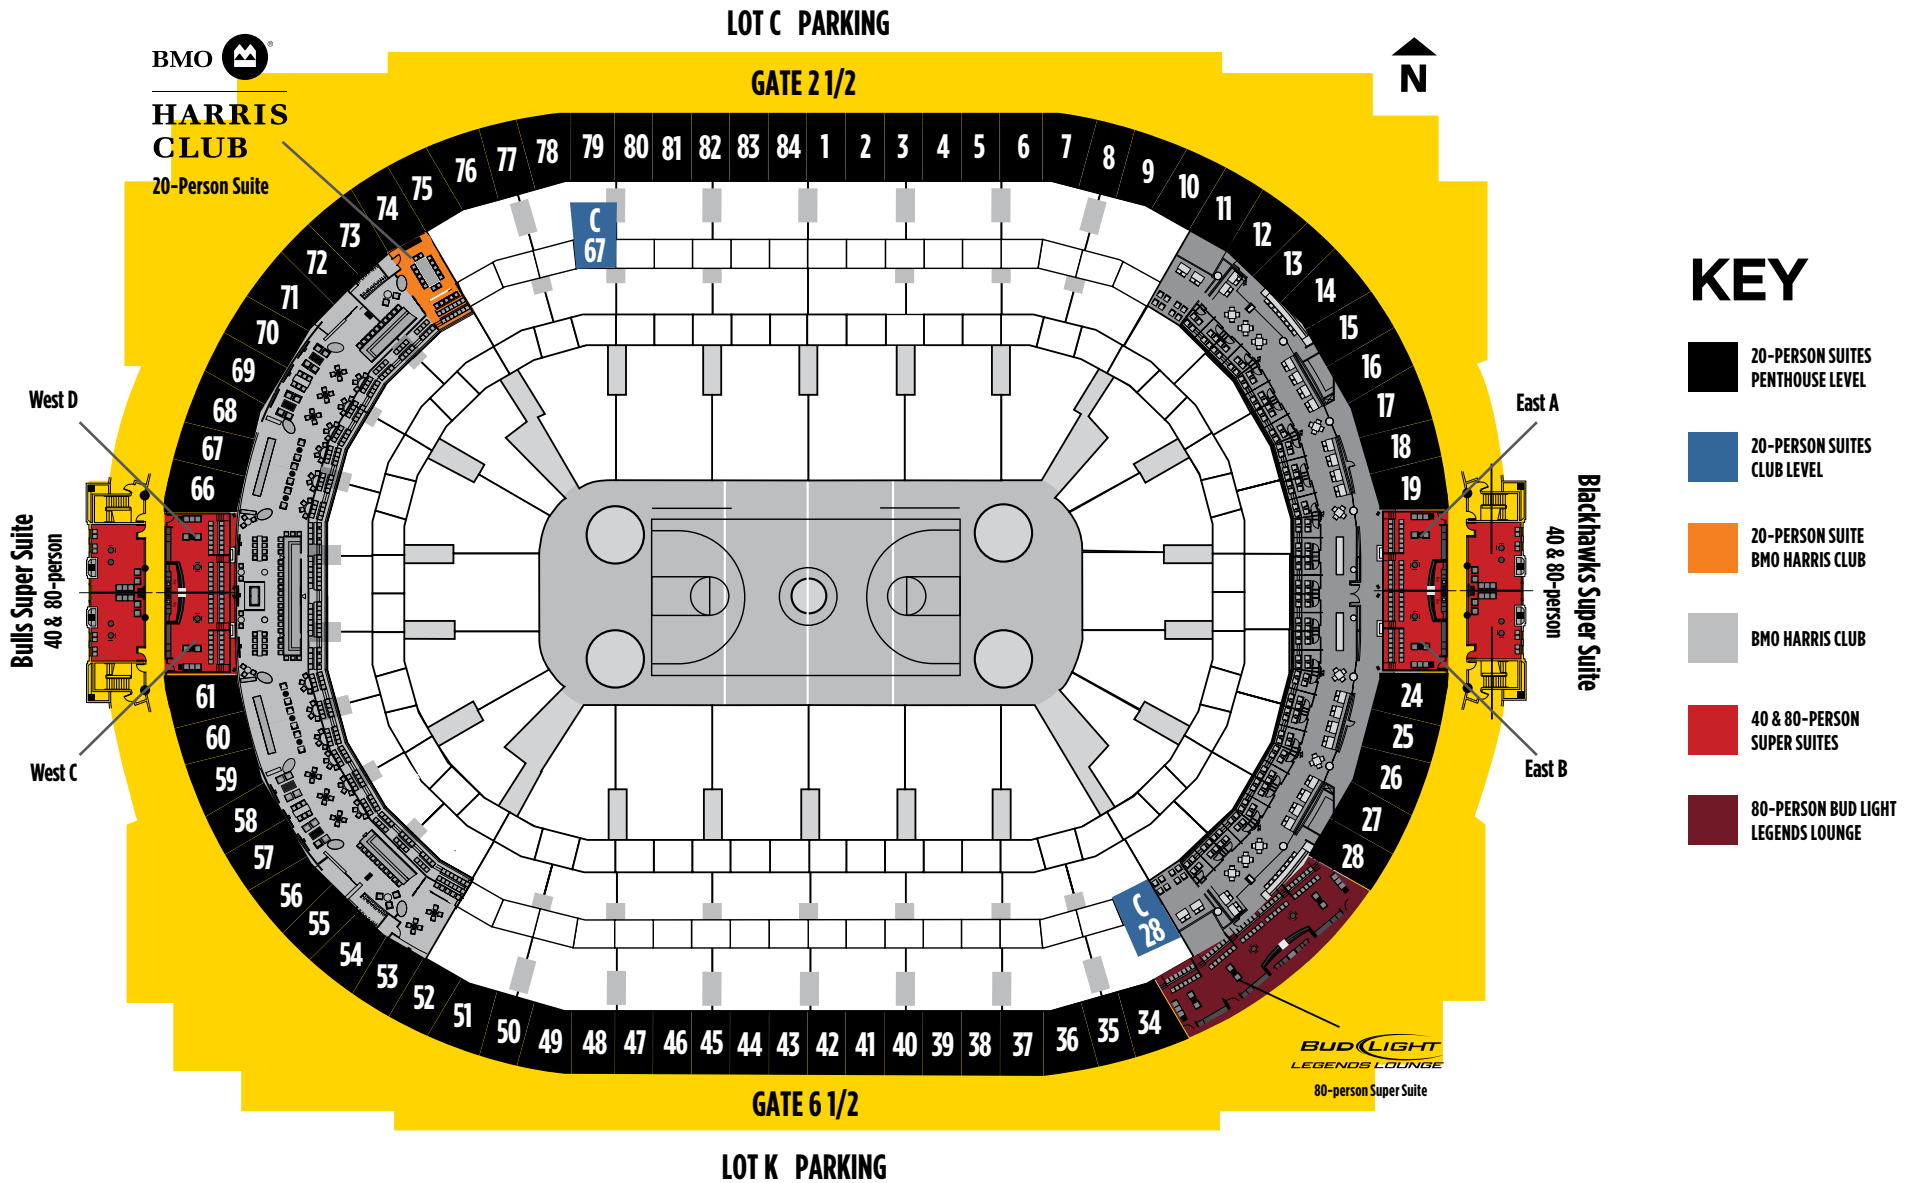 LOT C PARKING
GATE 2 1/2
N
BMO
®
HARRIS
CLUB
20-Person Suite
74
75
76
77
78
79
80
81
82
83
84
1
2
3
4
5
6
7
8
9
10
11
12
13
14
15
16
17
18
19
73
72
71
70
69
68
67
66
C
67
West D
Bulls Super Suite
40 & 80-person
West C
East A
Blackhawks Super Suite
40 & 80-person
East B
61
60
59
58
57
56
55
54
53
52
51
50
49
48
47
46
45
44
43
42
41
40
39
38
37
36
35
34
24
25
26
27
28
C
28
BUD LIGHT
LEGENDS LOUNGE
80-person Super Suite
GATE 6 1/2
LOT K PARKING
KEY
20-PERSON SUITES
PENTHOUSE LEVEL
20-PERSON SUITES
CLUB LEVEL
20-PERSON SUITE
BMO HARRIS CLUB
BMO HARRIS CLUB
40 & 80-PERSON
SUPER SUITES
80-PERSON BUD LIGHT
LEGENDS LOUNGE